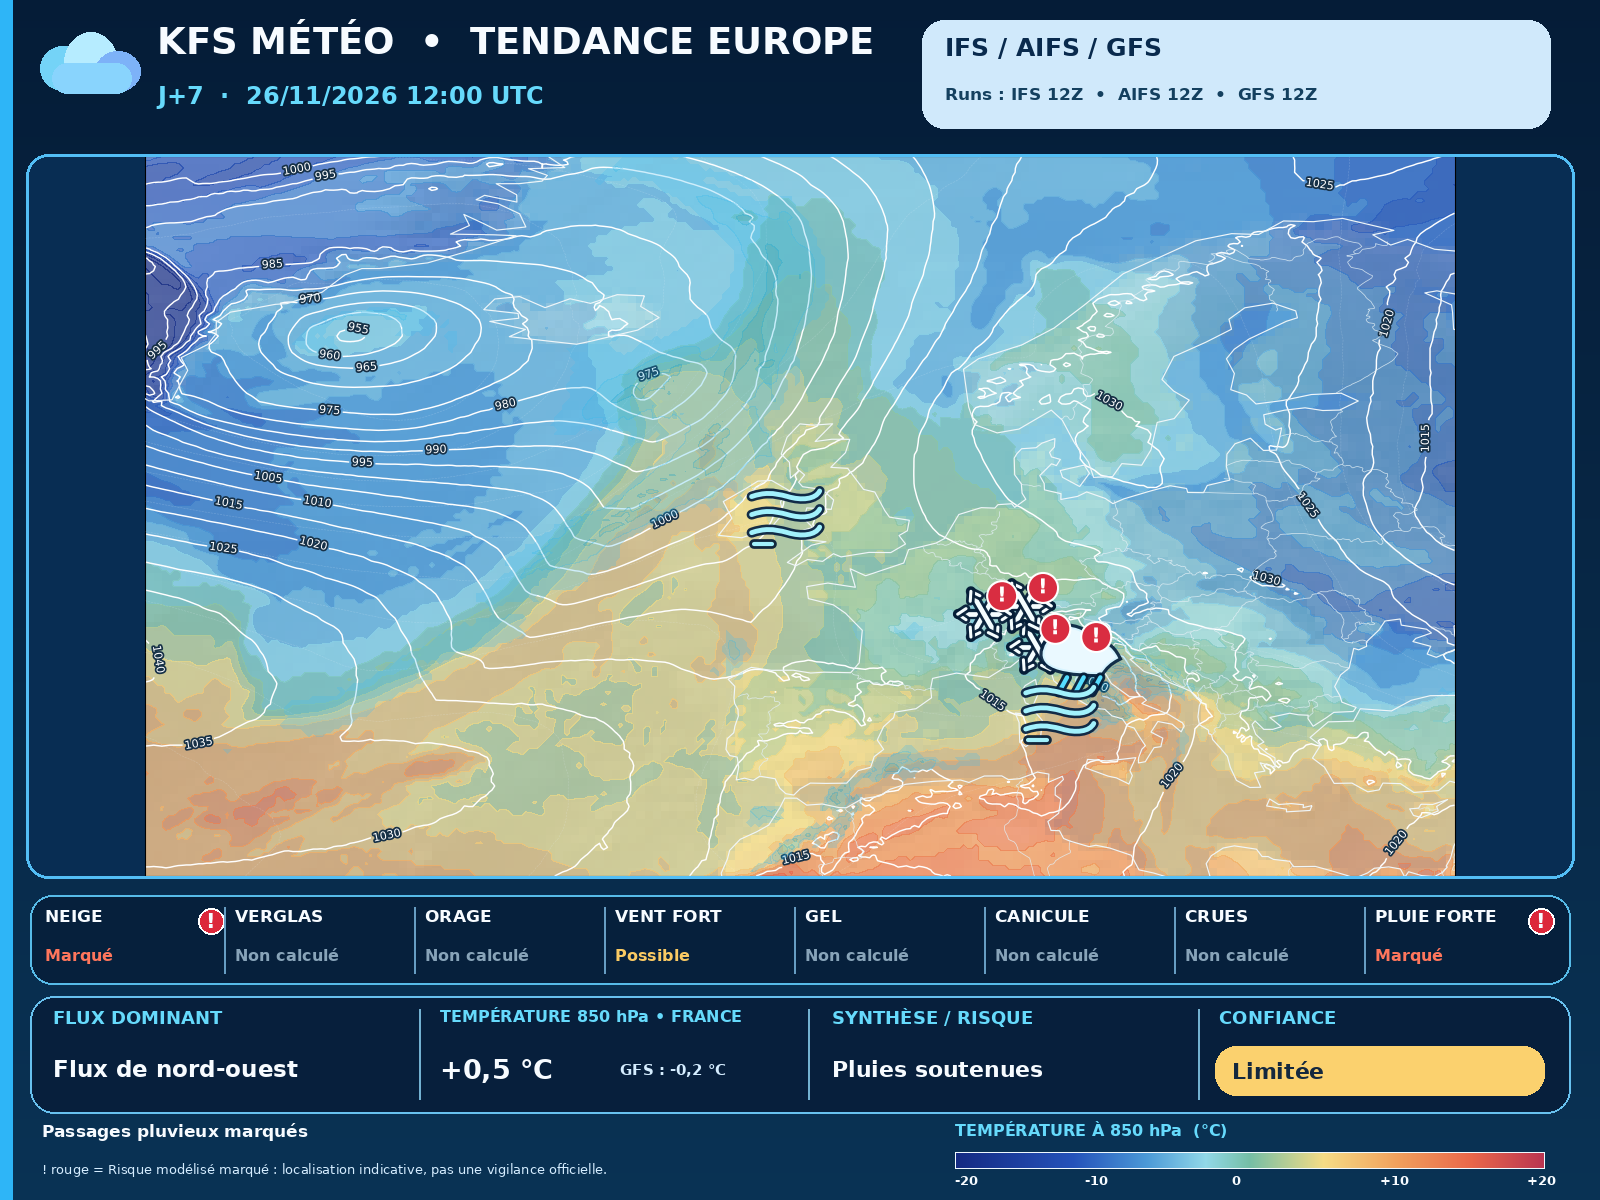 KFS MÉTÉO • TENDANCE EUROPE
J+7 · 26/11/2026 12:00 UTC
IFS / AIFS / GFS
Runs : IFS 12Z • AIFS 12Z • GFS 12Z
1000
995
1025
985
970
955
960
965
995
975
975
980
990
995
1005
1010
1015
1020
1025
1000
1030
1020
1015
1025
1030
1040
1035
1030
1015
1015
1020
1020
!
!
!
!
NEIGE
!
Marqué
VERGLAS
Non calculé
ORAGE
Non calculé
VENT FORT
Possible
GEL
Non calculé
CANICULE
Non calculé
CRUES
Non calculé
PLUIE FORTE
!
Marqué
FLUX DOMINANT
Flux de nord-ouest
TEMPÉRATURE 850 hPa • FRANCE
+0,5 °C
GFS : -0,2 °C
SYNTHÈSE / RISQUE
Pluies soutenues
CONFIANCE
Limitée
Passages pluvieux marqués
! rouge = Risque modélisé marqué : localisation indicative, pas une vigilance officielle.
TEMPÉRATURE À 850 hPa (°C)
-20 -10 0 +10 +20